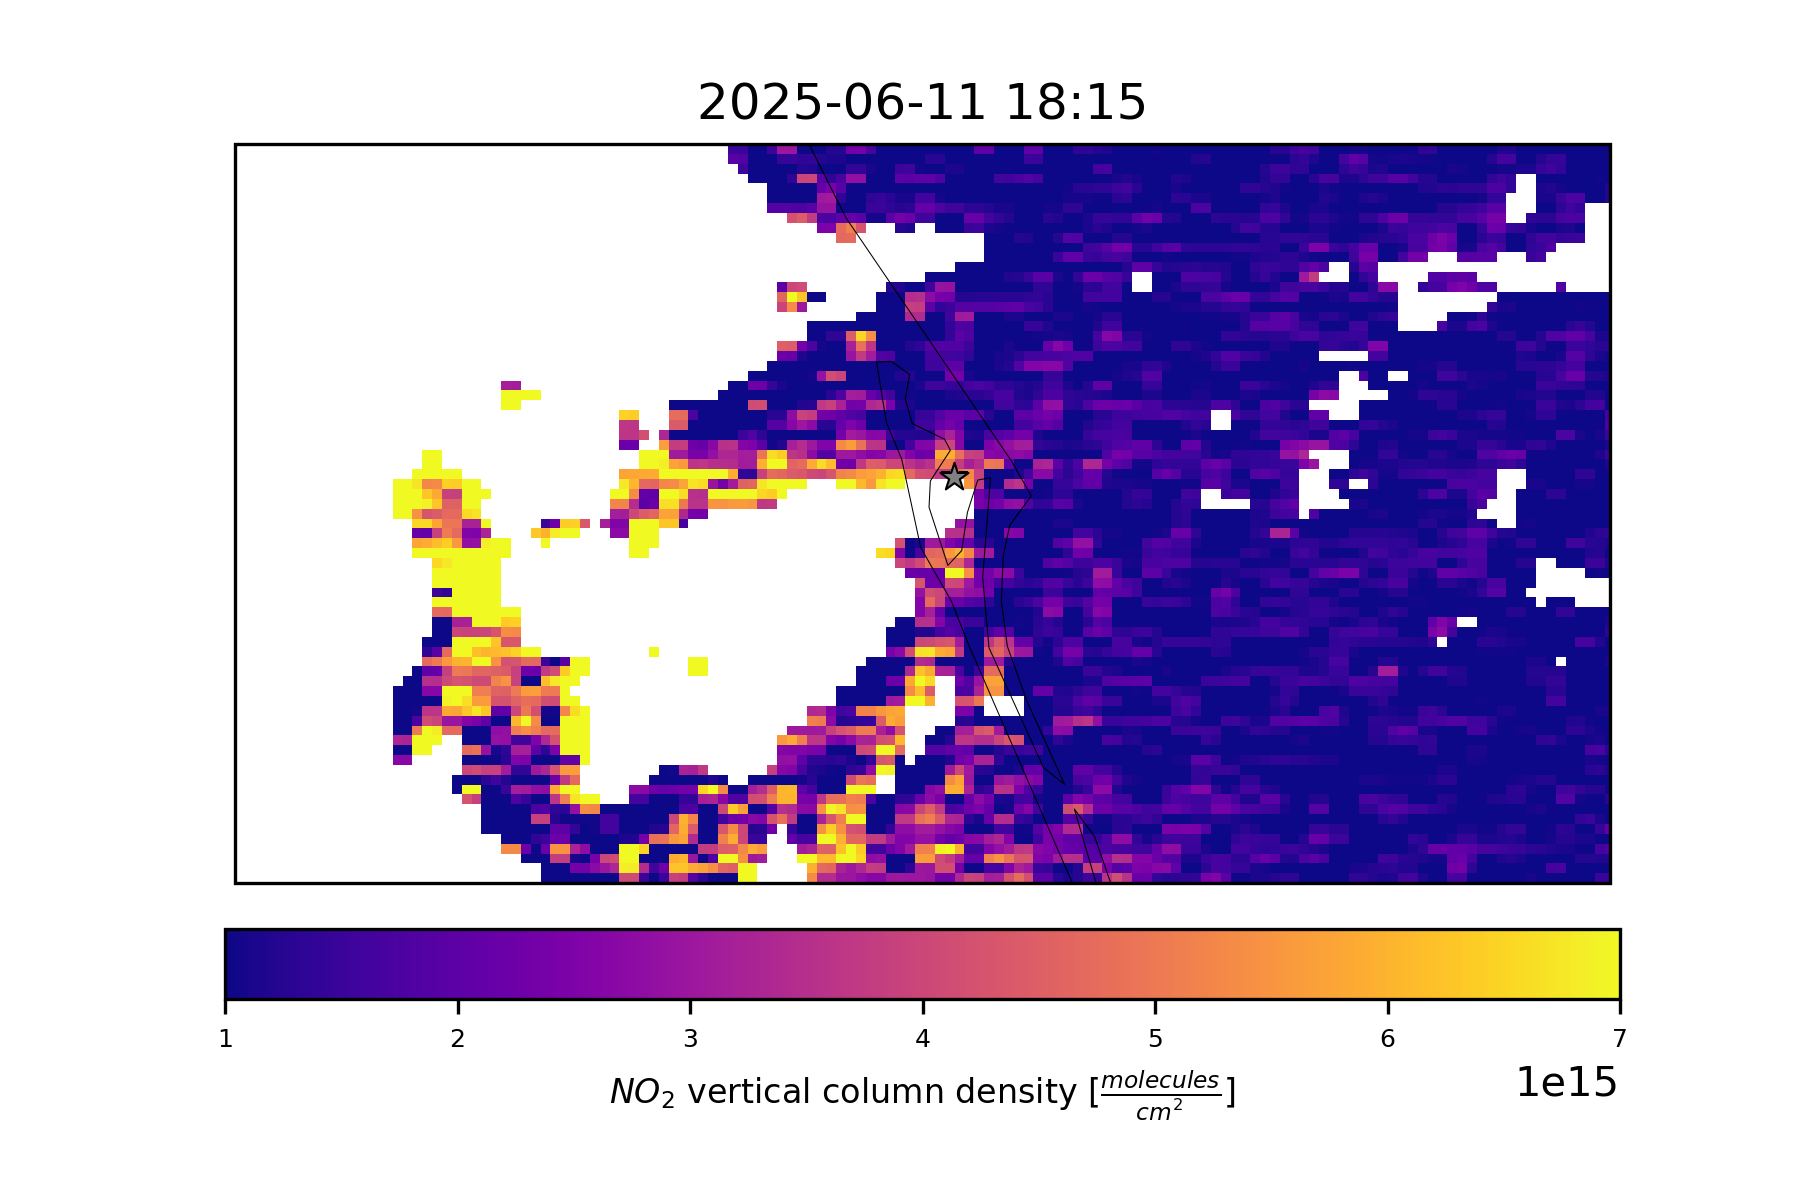 2025-06-11 18:15
1 2 3 4 5 6 7
1e15
NO₂ vertical column density [molecules/cm²]